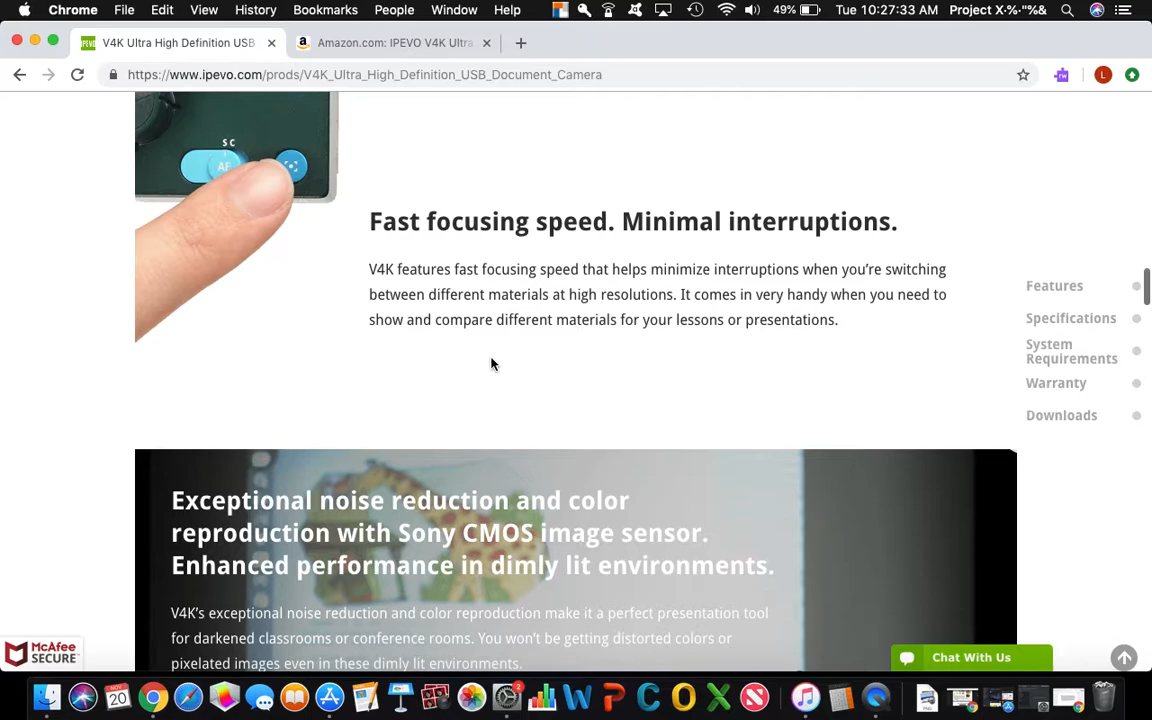 Chrome File Edit View History Bookmarks People Window Help 49% Tue 10:27:33 AM Project X-%-"%&
V4K Ultra High Definition USB Amazon.com: IPEVO V4K Ultra
https://www.ipevo.com/prods/V4K_Ultra_High_Definition_USB_Document_Camera L
S C
AF
Fast focusing speed. Minimal interruptions.
V4K features fast focusing speed that helps minimize interruptions when you’re switching
between different materials at high resolutions. It comes in very handy when you need to
show and compare different materials for your lessons or presentations.
Features
Specifications
System
Requirements
Warranty
Downloads
Exceptional noise reduction and color
reproduction with Sony CMOS image sensor.
Enhanced performance in dimly lit environments.
V4K’s exceptional noise reduction and color reproduction make it a perfect presentation tool
for darkened classrooms or conference rooms. You won’t be getting distorted colors or
pixelated images even in these dimly lit environments.
McAfee
SECURE
Chat With Us
NOV
20
2